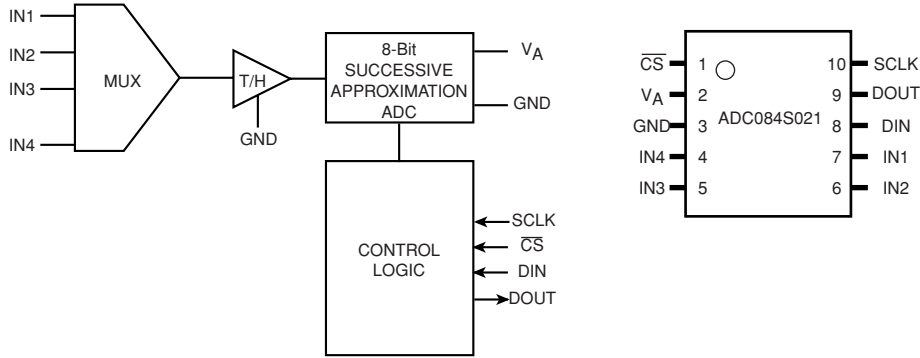 IN1
IN2
IN3
IN4
MUX
T/H
GND
8-Bit
SUCCESSIVE
APPROXIMATION
ADC
VA
GND
CONTROL
LOGIC
SCLK
CS
DIN
DOUT
CS 1 10 SCLK
VA 2 9 DOUT
GND 3 ADC084S021 8 DIN
IN4 4 7 IN1
IN3 5 6 IN2